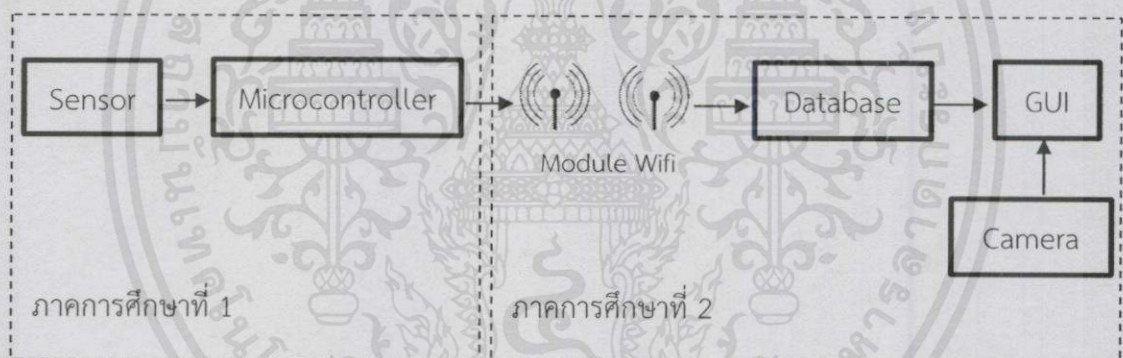 Sensor
Microcontroller
Module Wifi
Database
GUI
Camera
ภาคการศึกษาที่ 1
ภาคการศึกษาที่ 2